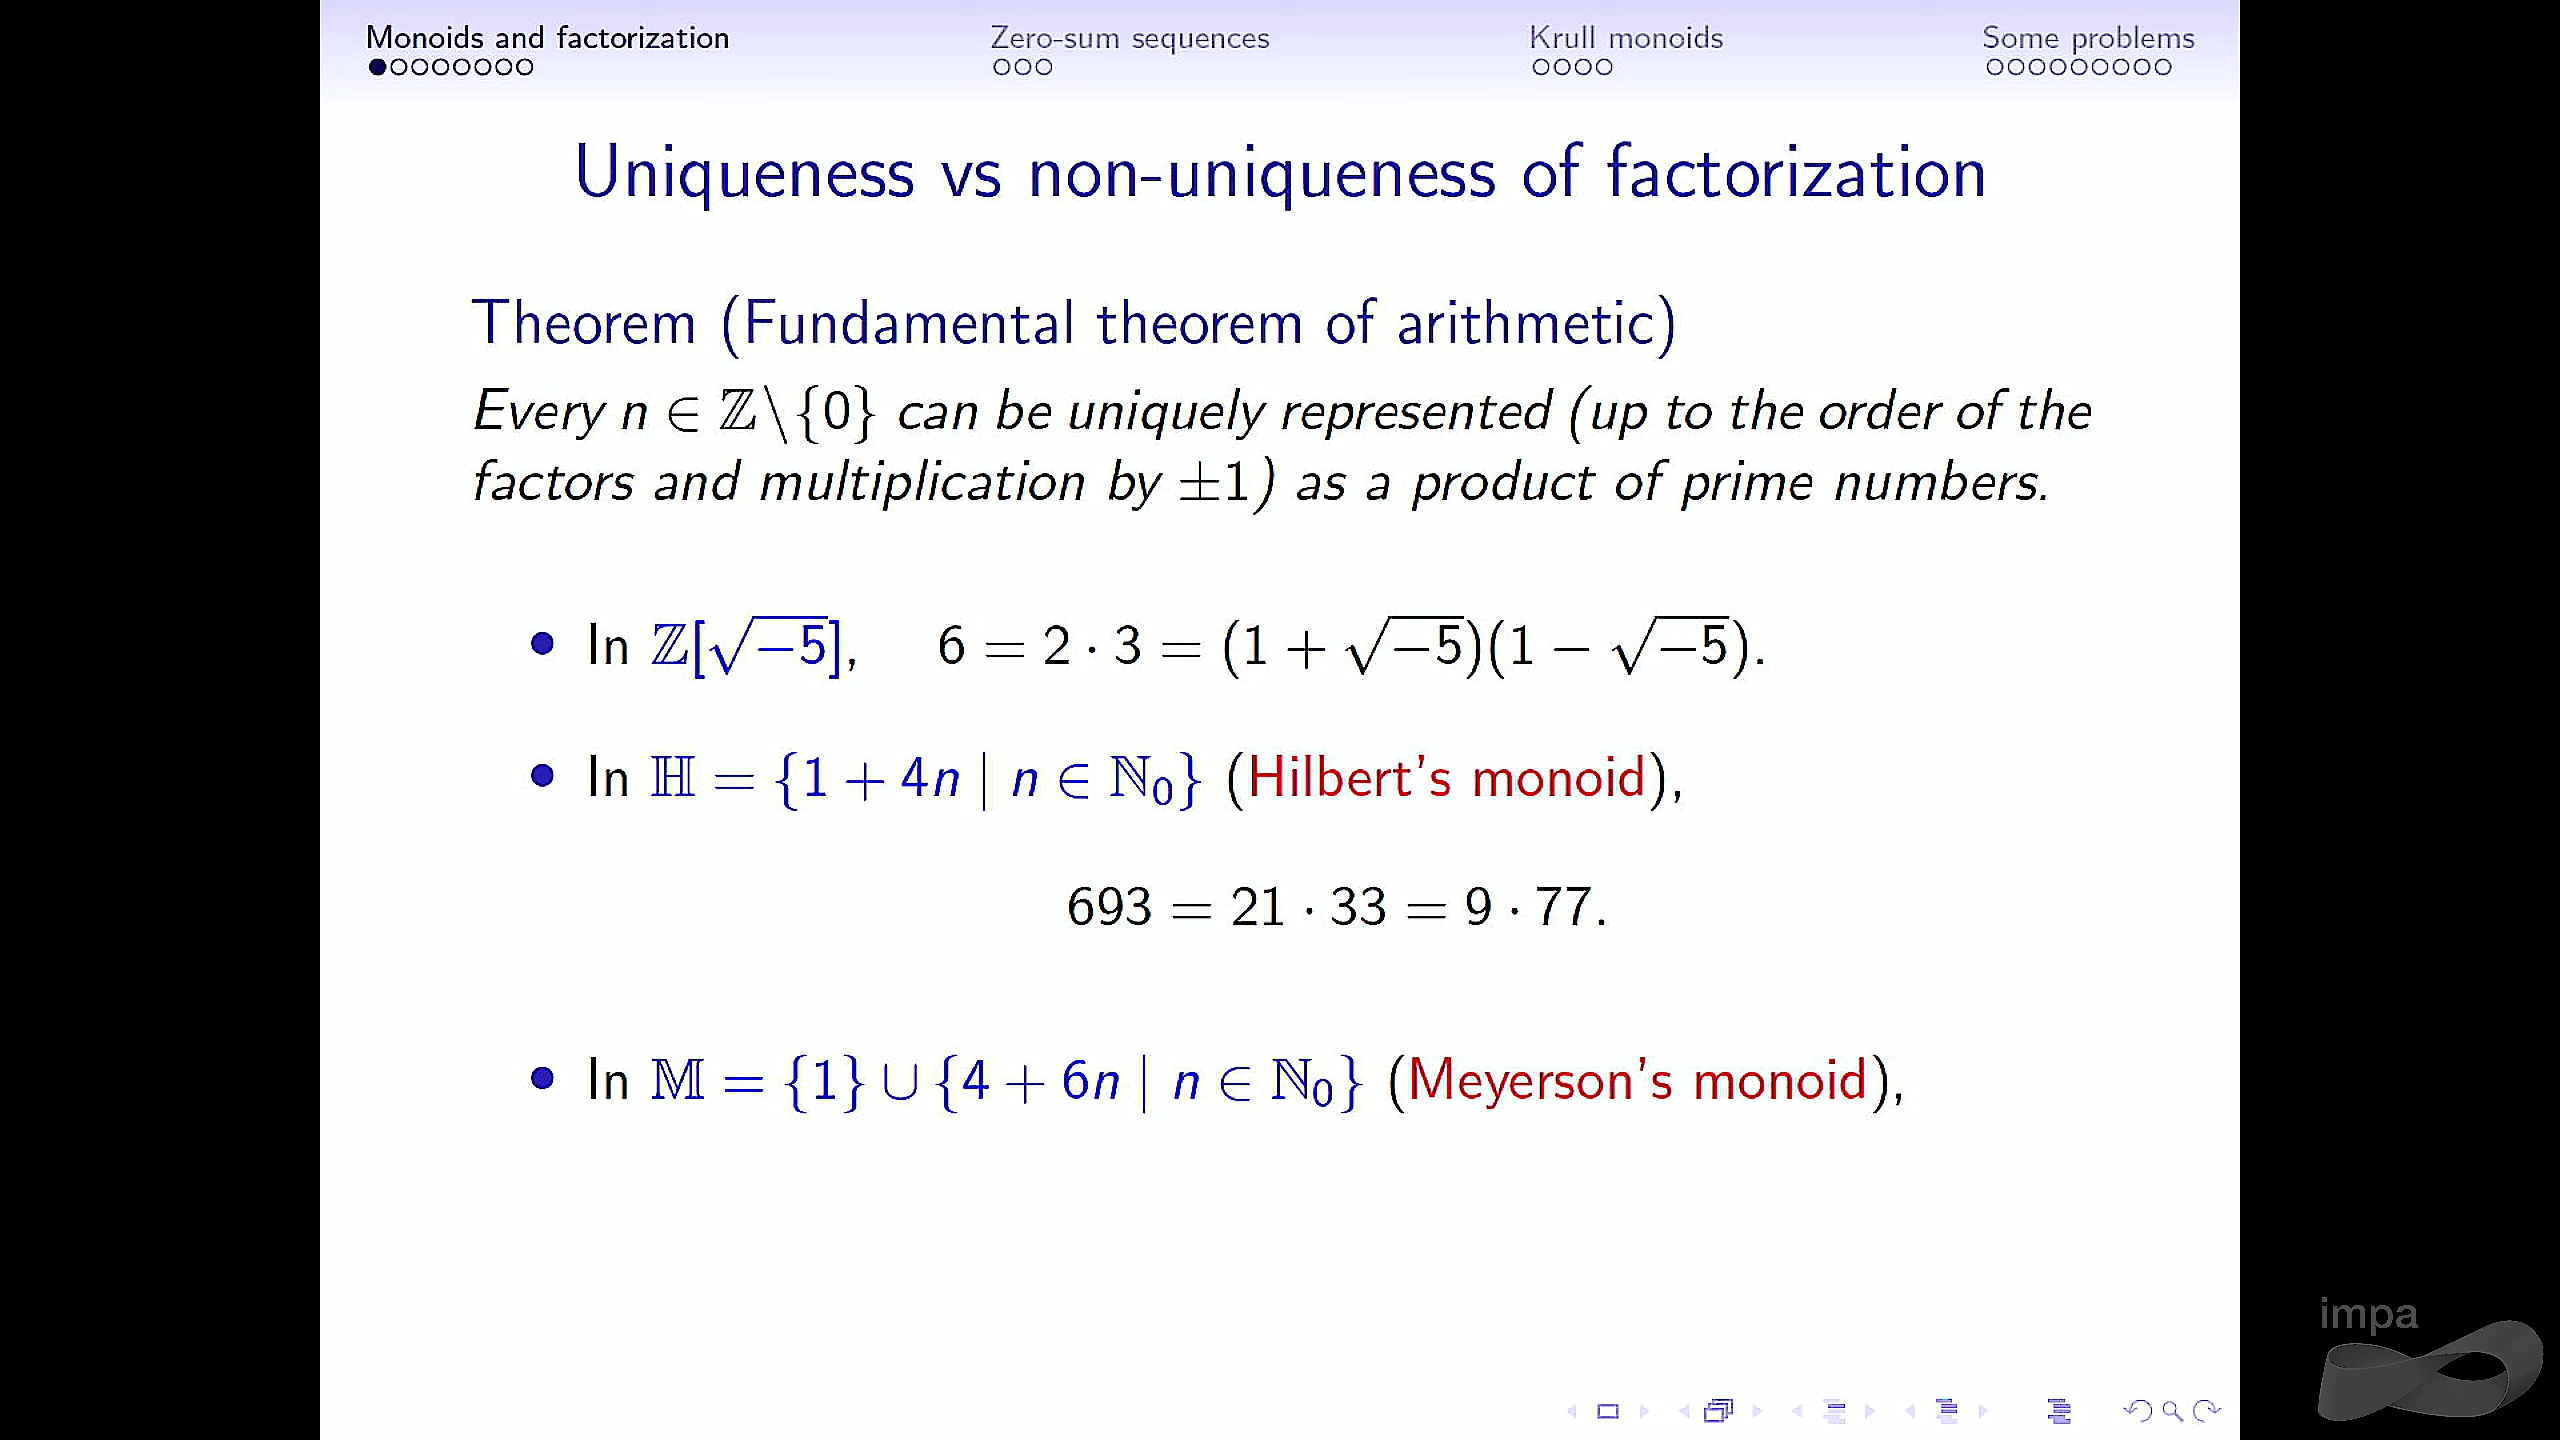 Monoids and factorization Zero-sum sequences Krull monoids Some problems
Uniqueness vs non-uniqueness of factorization
Theorem (Fundamental theorem of arithmetic)
Every n ∈ ℤ\{0} can be uniquely represented (up to the order of the
factors and multiplication by ±1) as a product of prime numbers.
• In ℤ[√−5], 6 = 2 · 3 = (1 + √−5)(1 − √−5).
• In ℍ = {1 + 4n | n ∈ ℕ₀} (Hilbert's monoid),
693 = 21 · 33 = 9 · 77.
• In 𝕄 = {1} ∪ {4 + 6n | n ∈ ℕ₀} (Meyerson's monoid),
impa